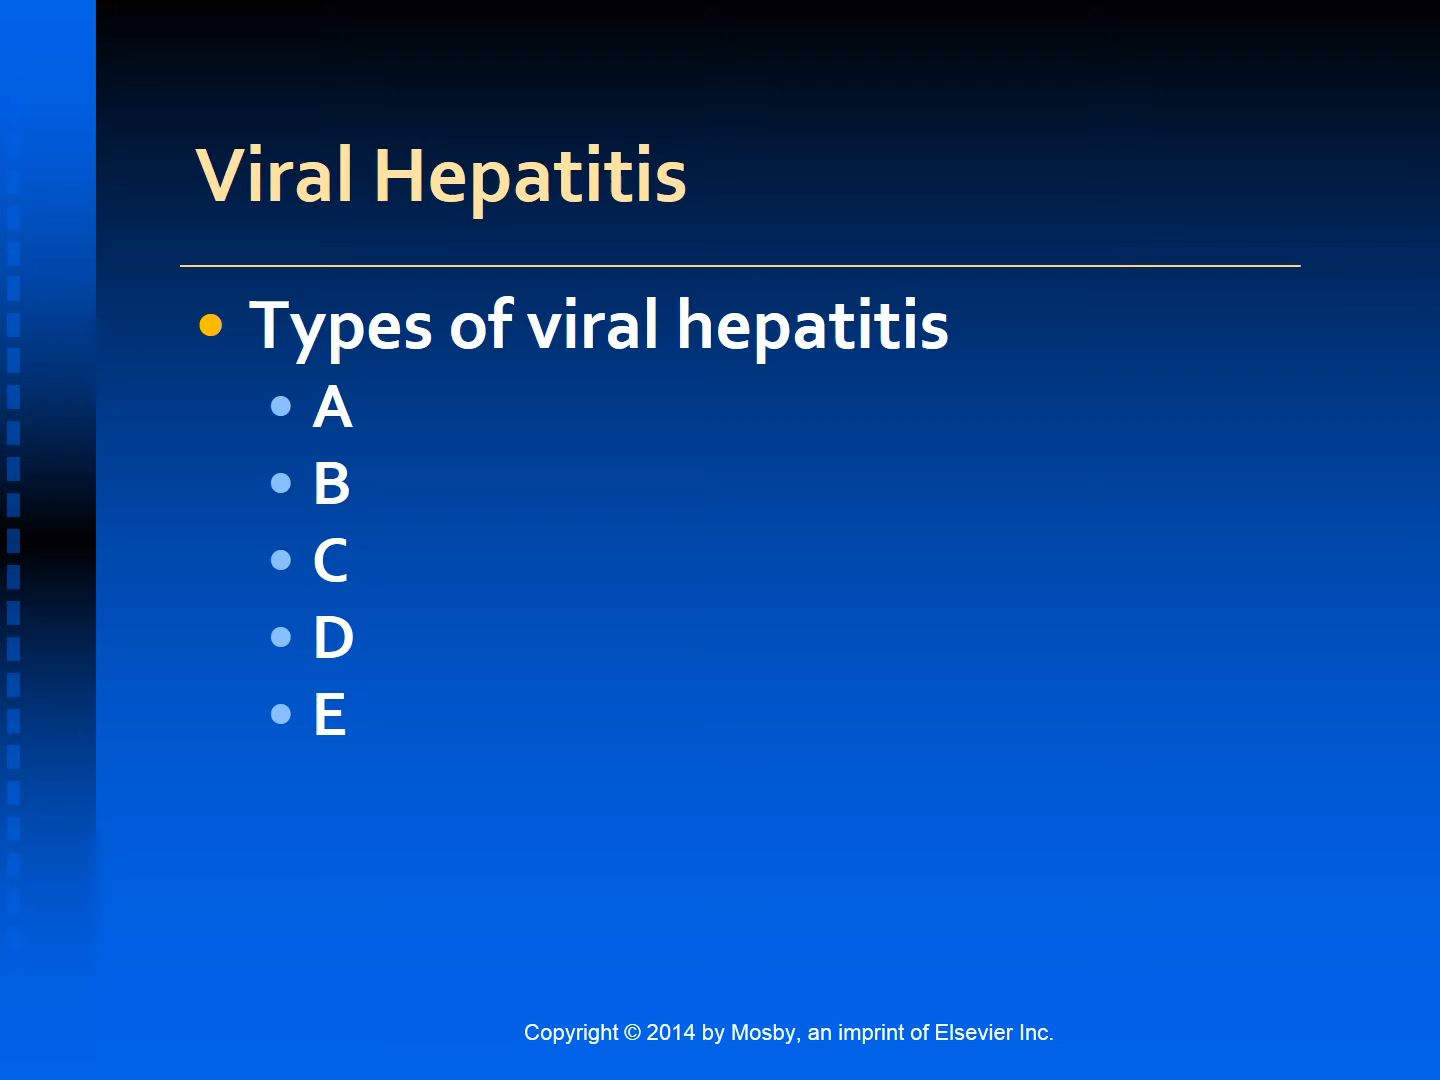 Viral Hepatitis
• Types of viral hepatitis
• A
• B
• C
• D
• E
Copyright © 2014 by Mosby, an imprint of Elsevier Inc.